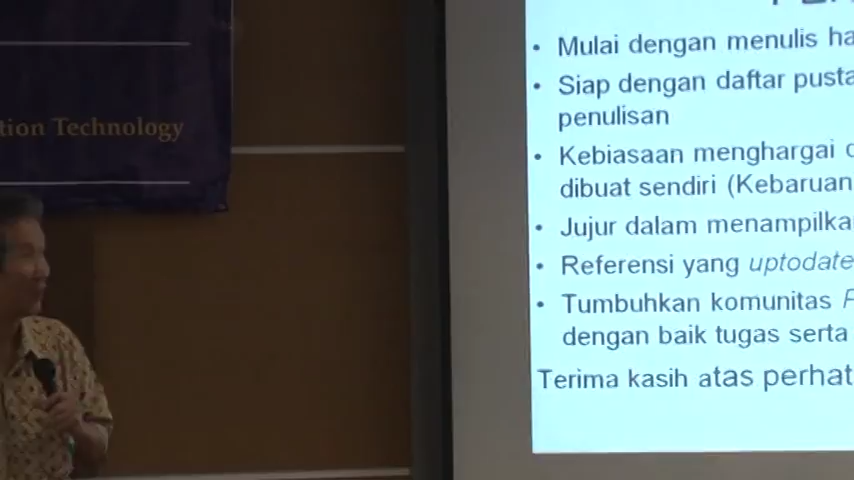 tion Technology
Mulai dengan menulis ha
Siap dengan daftar pusta
penulisan
Kebiasaan menghargai
dibuat sendiri (Kebaruan
Jujur dalam menampilka
Referensi yang uptodate
Tumbuhkan komunitas
dengan baik tugas serta
Terima kasih atas perhat